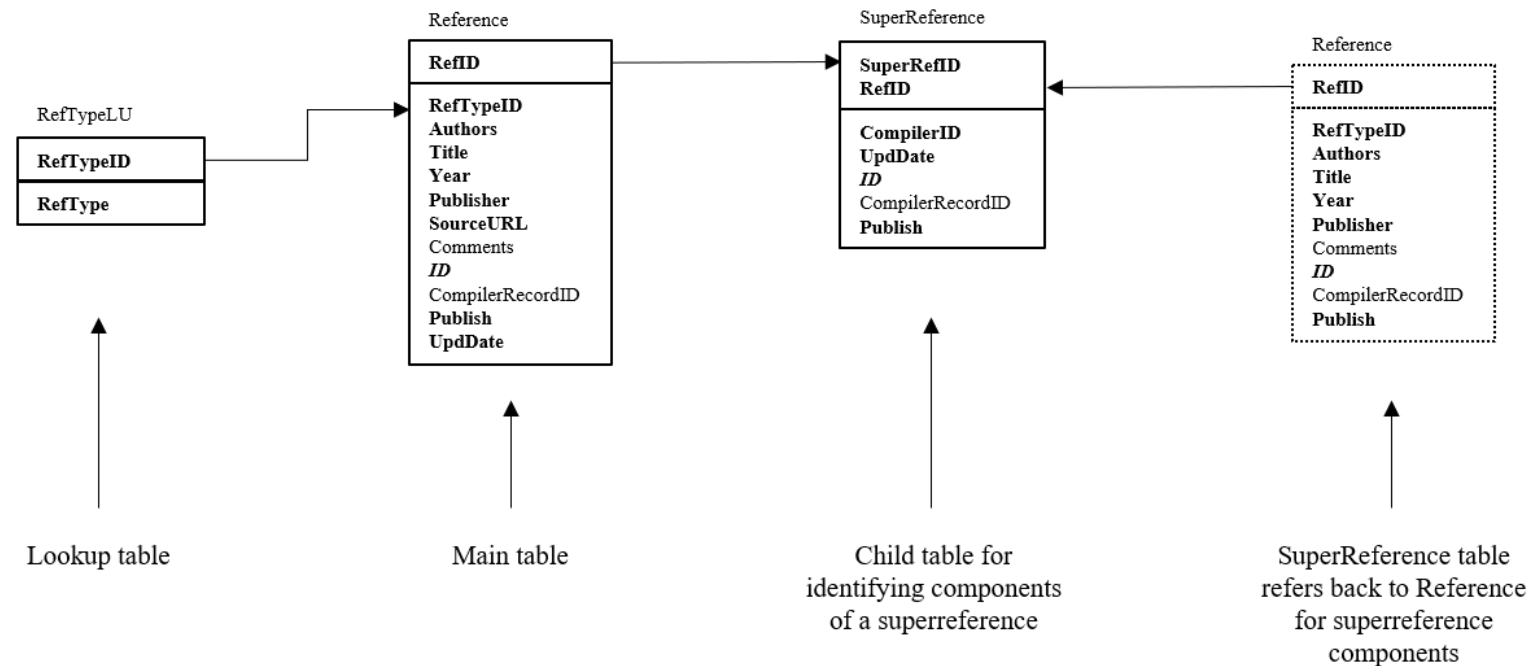 RefTypeLU
RefTypeID
RefType
Reference
RefID
RefTypeID
Authors
Title
Year
Publisher
SourceURL
Comments
ID
CompilerRecordID
Publish
UpdDate
SuperReference
SuperRefID
RefID
CompilerID
UpdDate
ID
CompilerRecordID
Publish
Reference
RefID
RefTypeID
Authors
Title
Year
Publisher
Comments
ID
CompilerRecordID
Publish
Lookup table
Main table
Child table for
identifying components
of a superreference
SuperReference table
refers back to Reference
for superreference
components